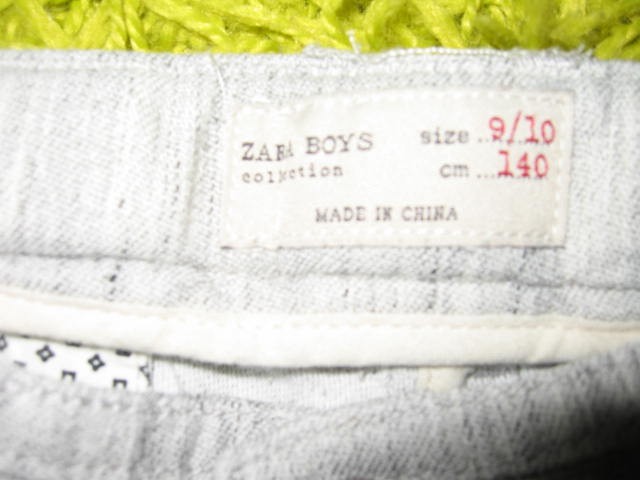 ZARA BOYS size 9/10
collection cm 140
MADE IN CHINA